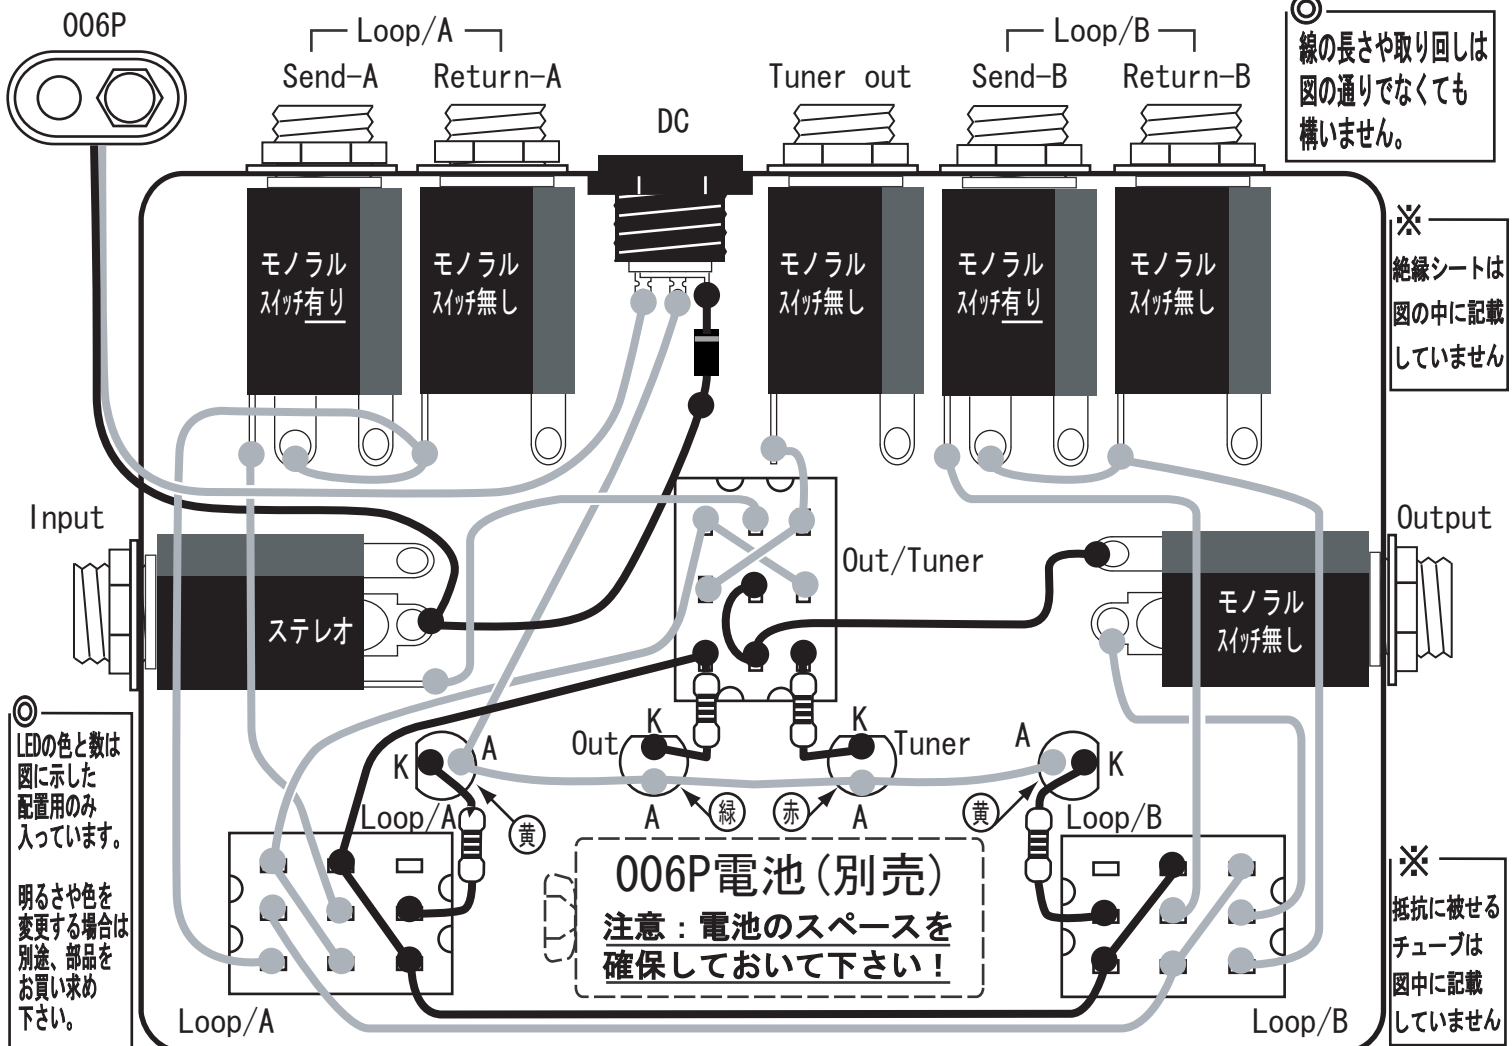 006P
Loop/A
Send-A
Return-A
DC
Tuner out
Loop/B
Send-B
Return-B
◎
線の長さや取り回しは
図の通りでなくても
構いません。
モノラル
スイッチ有り
モノラル
スイッチ無し
モノラル
スイッチ無し
モノラル
スイッチ有り
モノラル
スイッチ無し
※
絶縁シートは
図の中に記載
していません
Input
ステレオ
Out/Tuner
Output
モノラル
スイッチ無し
◎
LEDの色と数は
図に示した
配置用のみ
入っています。
明るさや色を
変更する場合は
別途、部品を
お買い求め
下さい。
K
A
Loop/A
黄
Out
K
A
緑
K
Tuner
A
赤
A
K
Loop/B
黄
006P電池(別売)
注意:電池のスペースを
確保しておいて下さい!
Loop/A
Loop/B
※
抵抗に被せる
チューブは
図中に記載
していません